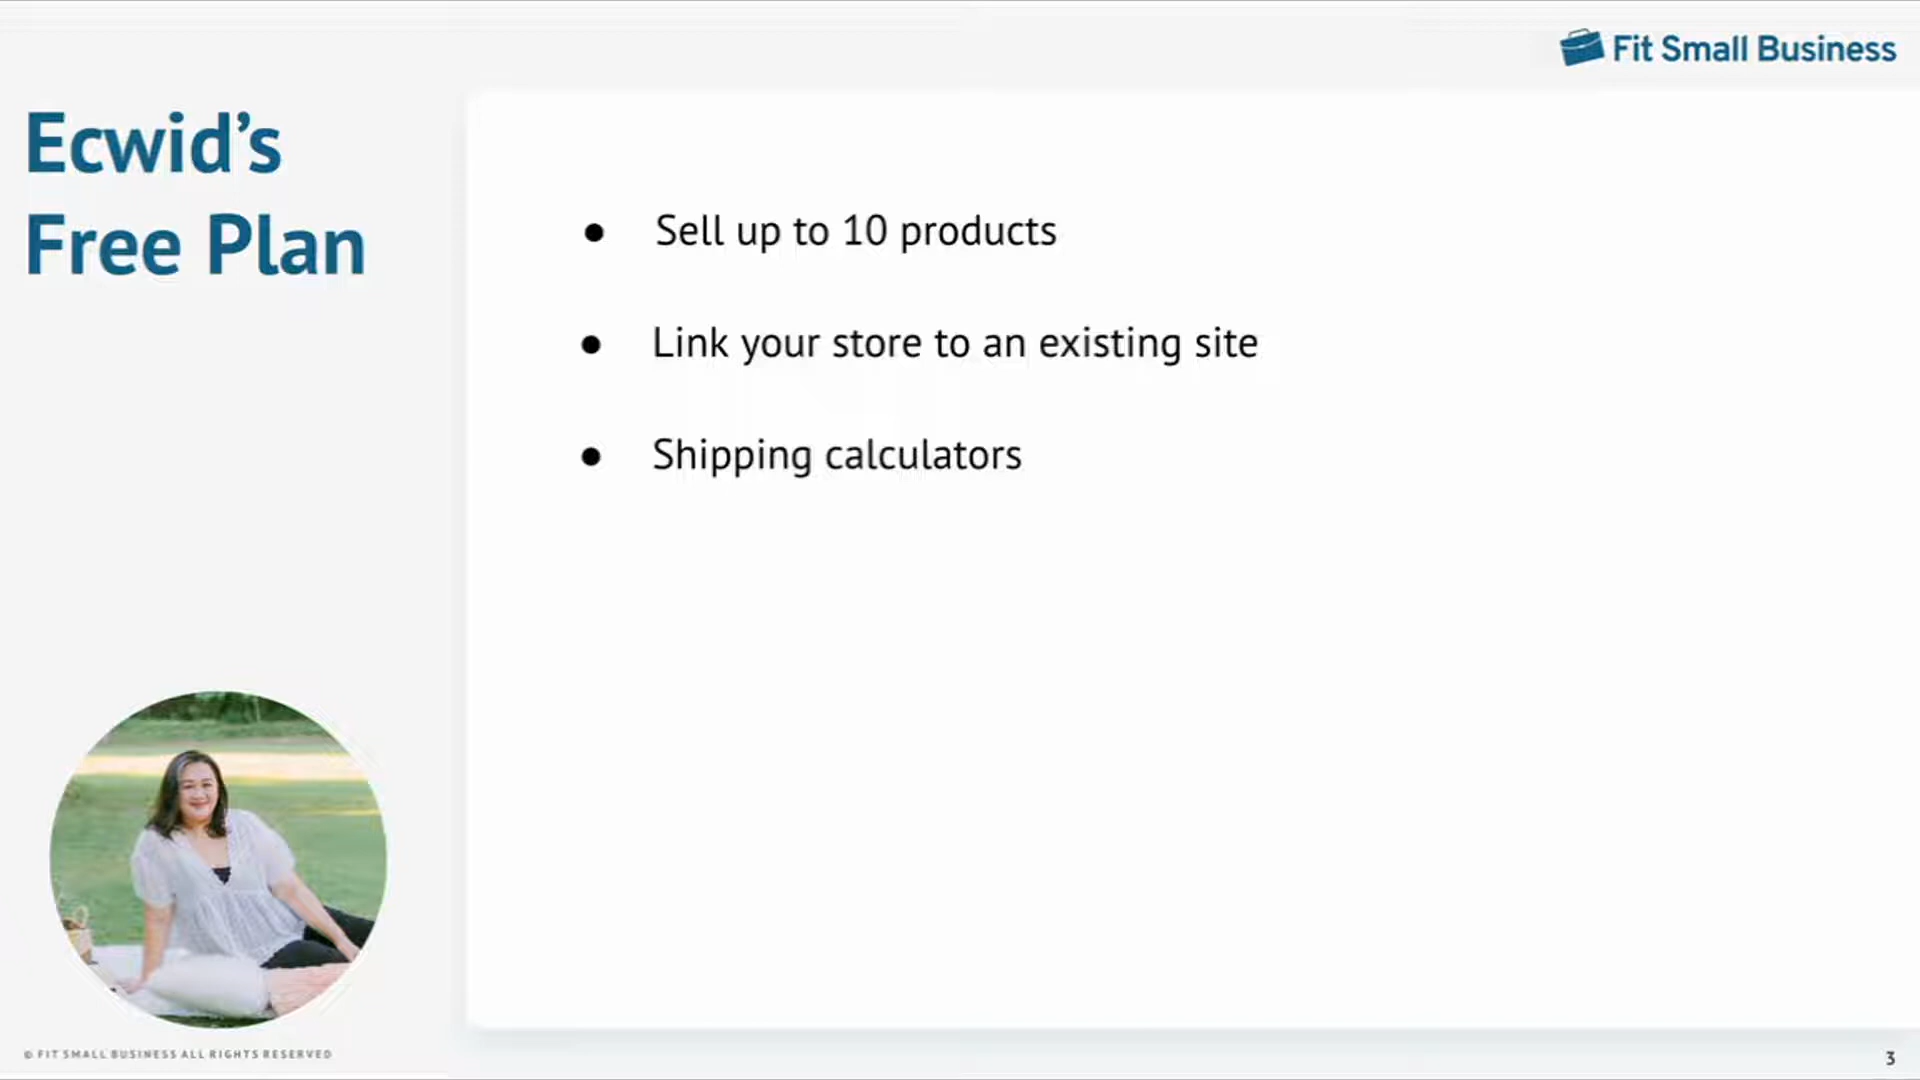 Fit Small Business
Ecwid’s
Free Plan
● Sell up to 10 products
● Link your store to an existing site
● Shipping calculators
© FIT SMALL BUSINESS ALL RIGHTS RESERVED
3